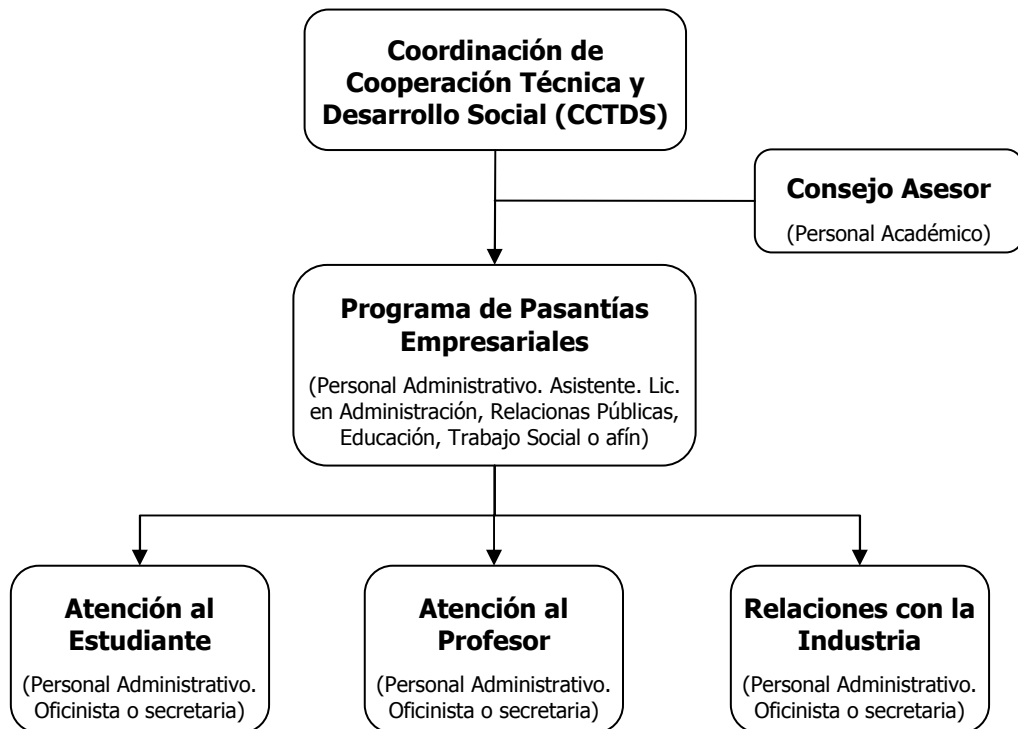 Coordinación de
Cooperación Técnica y
Desarrollo Social (CCTDS)
Consejo Asesor
(Personal Académico)
Programa de Pasantías
Empresariales
(Personal Administrativo. Asistente. Lic.
en Administración, Relacionas Públicas,
Educación, Trabajo Social o afín)
Atención al
Estudiante
(Personal Administrativo.
Oficinista o secretaria)
Atención al
Profesor
(Personal Administrativo.
Oficinista o secretaria)
Relaciones con la
Industria
(Personal Administrativo.
Oficinista o secretaria)